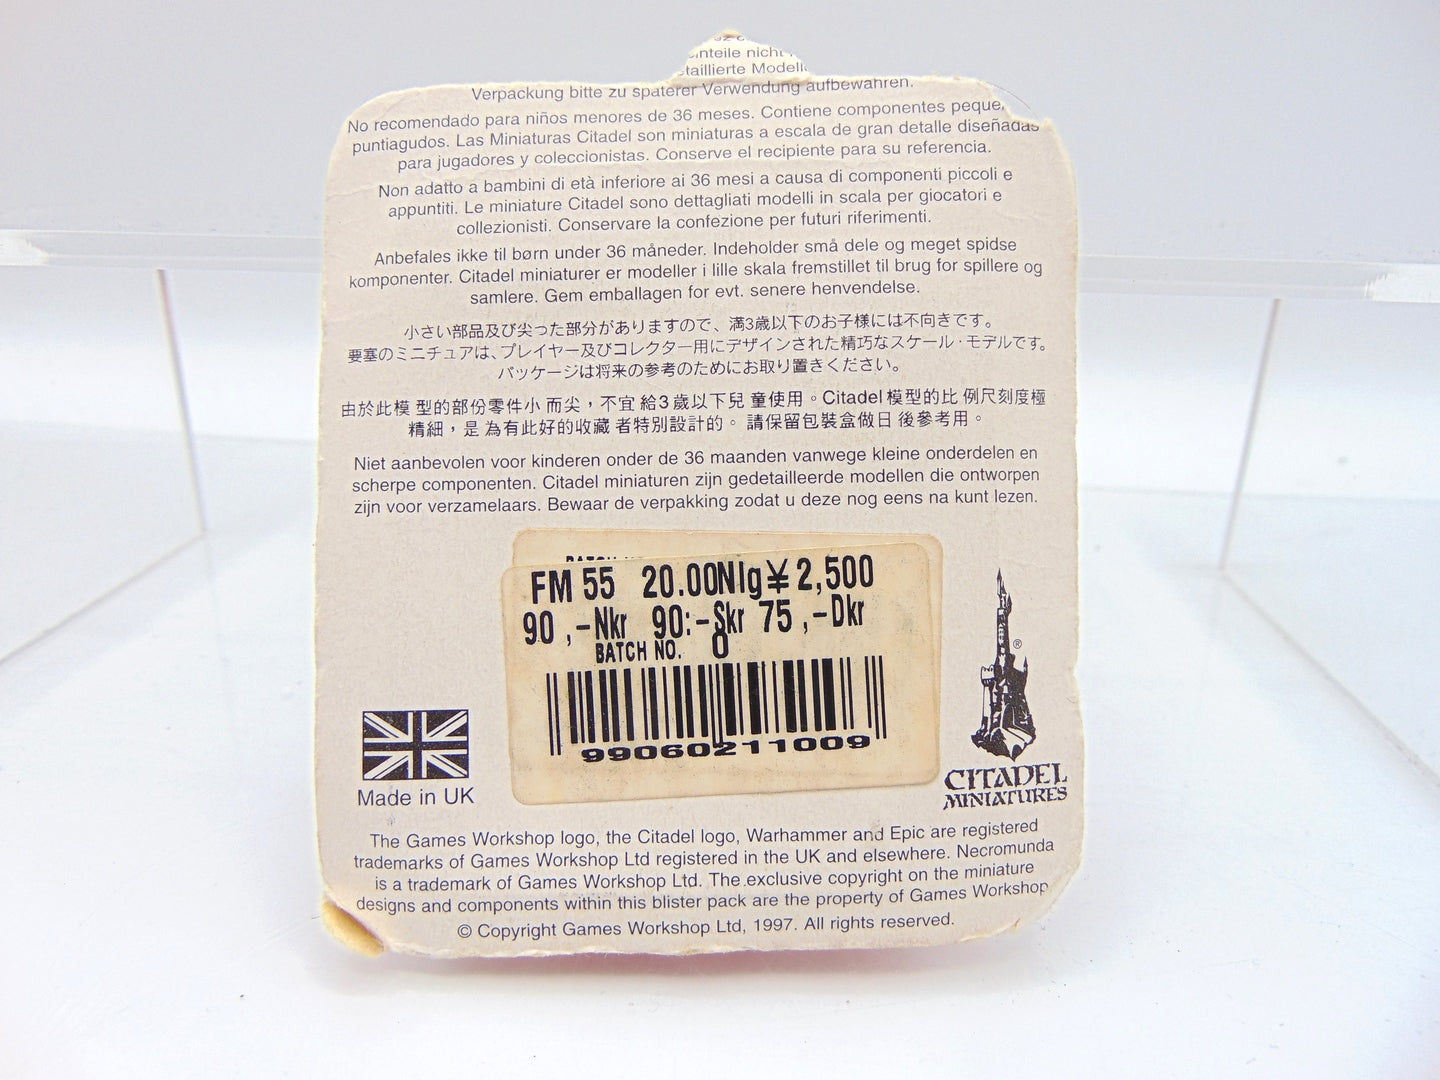 nteile nicht
taillierte Modell
Verpackung bitte zu späterer Verwendung aufbewahren.
No recomendado para niños menores de 36 meses. Contiene componentes peque
puntiagudos. Las Miniaturas Citadel son miniaturas a escala de gran detalle diseñadas
para jugadores y coleccionistas. Conserve el recipiente para su referencia.
Non adatto a bambini di età inferiore ai 36 mesi a causa di componenti piccoli e
appuntiti. Le miniature Citadel sono dettagliati modelli in scala per giocatori e
collezionisti. Conservare la confezione per futuri riferimenti.
Anbefales ikke til børn under 36 måneder. Indeholder små dele og meget spidse
komponenter. Citadel miniaturer er modeller i lille skala fremstillet til brug for spillere og
samlere. Gem emballagen for evt. senere henvendelse.
小さい部品及び尖った部分がありますので、満3歳以下のお子様には不向きです。
要塞のミニチュアは、プレイヤー及びコレクター用にデザインされた精巧なスケール・モデルです。
パッケージは将来の参考のためにお取り置きください。
由於此模型的部份零件小而尖，不宜給3歲以下兒童使用。Citadel模型的比例尺刻度極
精細，是為有此好的收藏者特別設計的。請保留包裝盒做日後參考用。
Niet aanbevolen voor kinderen onder de 36 maanden vanwege kleine onderdelen en
scherpe componenten. Citadel miniaturen zijn gedetailleerde modellen die ontworpen
zijn voor verzamelaars. Bewaar de verpakking zodat u deze nog eens na kunt lezen.
FM 55 20.00Nlg¥2,500
90 ,-Nkr 90:-Skr 75 ,-Dkr
BATCH NO. 0
99060211009
®
CITADEL
MINIATURES
Made in UK
The Games Workshop logo, the Citadel logo, Warhammer and Epic are registered
trademarks of Games Workshop Ltd registered in the UK and elsewhere. Necromunda
is a trademark of Games Workshop Ltd. The exclusive copyright on the miniature
designs and components within this blister pack are the property of Games Workshop
© Copyright Games Workshop Ltd, 1997. All rights reserved.